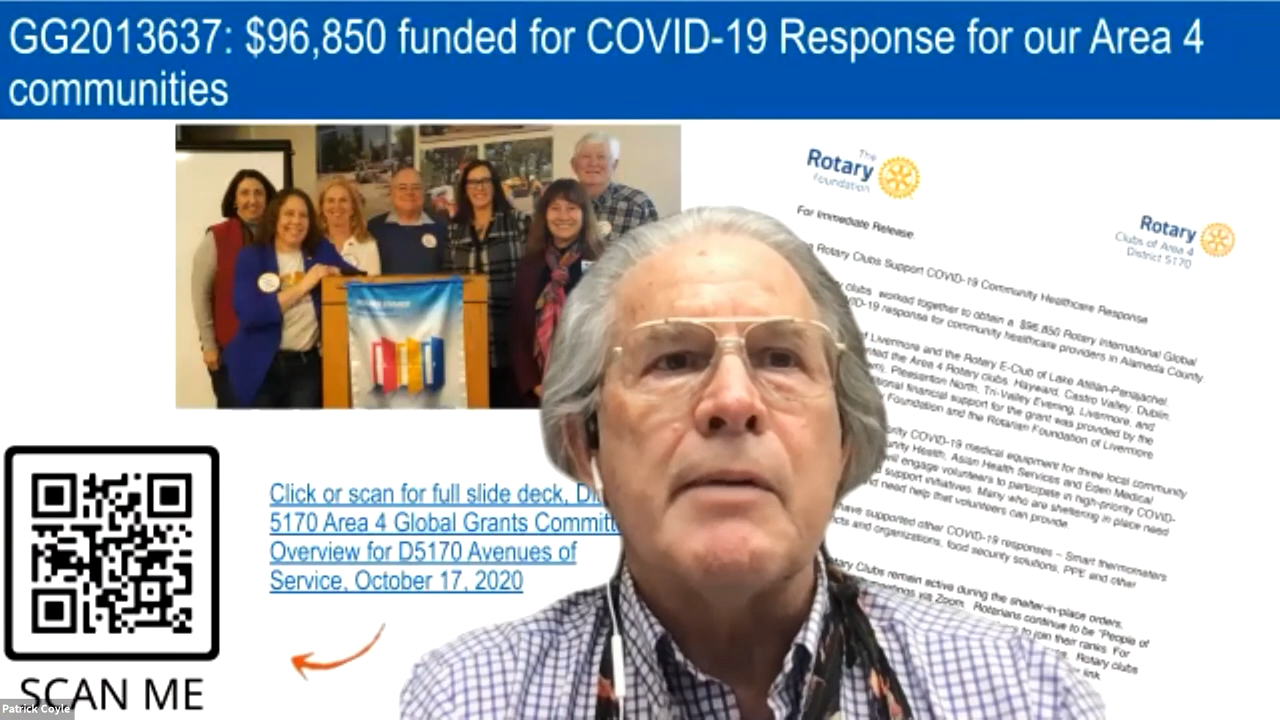 GG2013637: $96,850 funded for COVID-19 Response for our Area 4
communities
The
Rotary
Foundation
Rotary
Clubs of Area 4
District 5170
For Immediate Release
Rotary Clubs Support COVID-19 Community Healthcare Response
clubs worked together to obtain a $96,850 Rotary International Global
response for community healthcare providers in Alameda County
of Livermore and the Rotary E-Club of Lake Atitlan-Panajachel
the Area 4 Rotary clubs. Hayward, Castro Valley, Dublin,
Pleasanton North, Tri-Valley Evening, Livermore, and
financial support for the grant was provided by the
Foundation and the Rotarian Foundation of Livermore
COVID-19 medical equipment for three local community
Health, Asian Health Services and Eden Medical
will engage volunteers to participate in high-priority COVID-
support initiatives. Many who are sheltering in place need
need help that volunteers can provide.
have supported other COVID-19 responses – Smart thermometers
and organizations, food security solutions, PPE and other
Clubs remain active during the shelter-in-place orders,
via Zoom. Rotarians continue to be "People of
to join their ranks. For
Rotary clubs
link
Click or scan for full slide deck,
5170 Area 4 Global Grants
Overview for D5170 Avenues of
Service, October 17, 2020
SCAN ME
Patrick Coyle